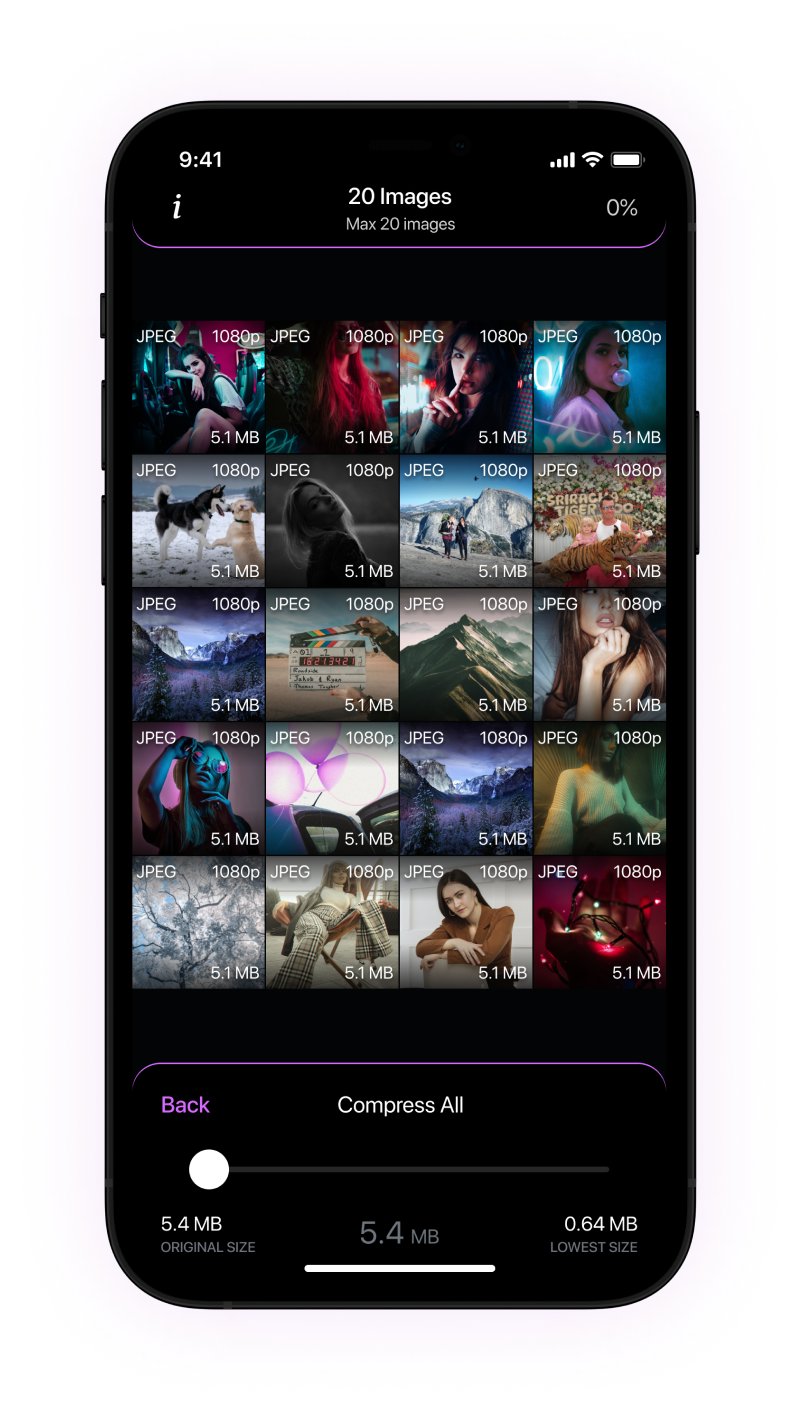 9:41
i
20 Images
0%
Max 20 images
JPEG 1080p JPEG 1080p JPEG 1080p JPEG 1080p
5.1 MB 5.1 MB 5.1 MB 5.1 MB
JPEG 1080p JPEG 1080p JPEG 1080p JPEG 1080p
SRIRACHA
TIGER ZOO
5.1 MB 5.1 MB 5.1 MB 5.1 MB
JPEG 1080p JPEG 1080p JPEG 1080p JPEG 1080p
Roadside
Jakob & Ryan
5.1 MB 5.1 MB 5.1 MB 5.1 MB
JPEG 1080p JPEG 1080p JPEG 1080p JPEG 1080p
5.1 MB 5.1 MB 5.1 MB 5.1 MB
JPEG 1080p JPEG 1080p JPEG 1080p JPEG 1080p
5.1 MB 5.1 MB 5.1 MB 5.1 MB
Back
Compress All
5.4 MB 5.4 MB 0.64 MB
ORIGINAL SIZE LOWEST SIZE